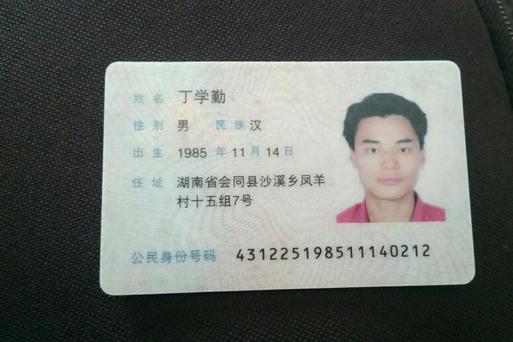 姓名 丁学勤
性别 男 民族 汉
出生 1985 年 11 月 14 日
住址 湖南省会同县沙溪乡凤羊
村十五组7号
公民身份号码 431225198511140212